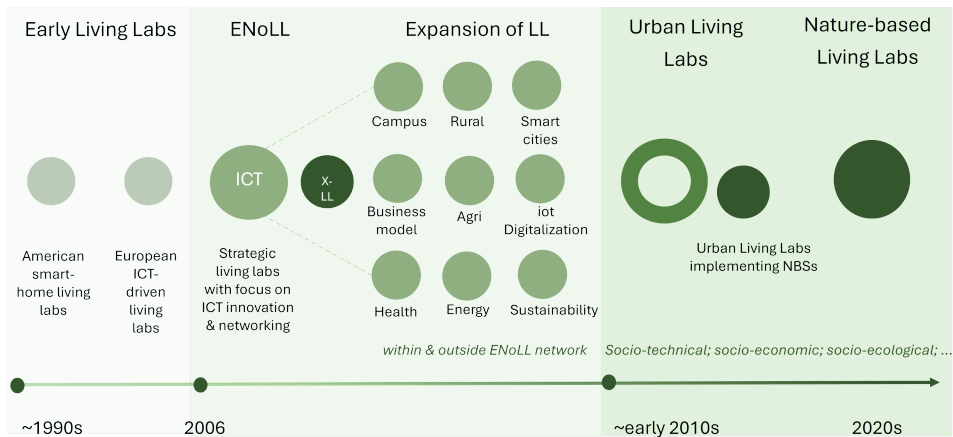 Early Living Labs
ENoLL
Expansion of LL
Urban Living
Labs
Nature-based
Living Labs
Campus
Rural
Smart
cities
ICT
X-
LL
Business
model
Agri
iot
Digitalization
American
smart-
home living
labs
European
ICT-
driven
living
labs
Strategic
living labs
with focus on
ICT innovation
& networking
Health
Energy
Sustainability
Urban Living Labs
implementing NBSs
within & outside ENoLL network
Socio-technical; socio-economic; socio-ecological; ...
~1990s
2006
~early 2010s
2020s